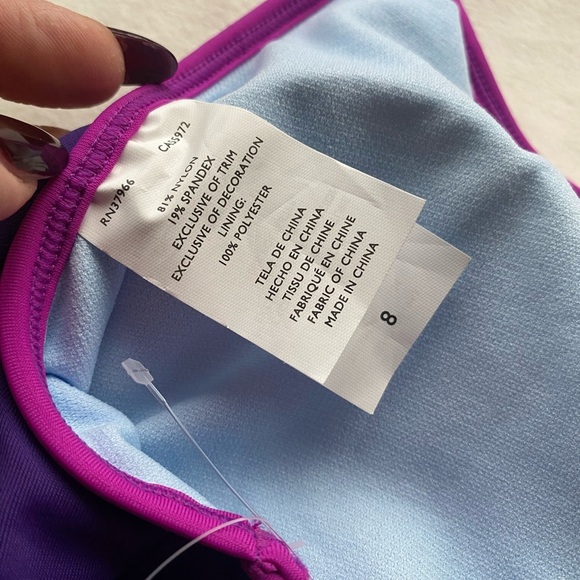 RN37966
CA55972
81% NYLON
19% SPANDEX
EXCLUSIVE OF TRIM
EXCLUSIVE OF DECORATION
LINING:
100% POLYESTER
TELA DE CHINA
HECHO EN CHINA
TISSU DE CHINE
FABRIQUÉ EN CHINE
FABRIC OF CHINA
MADE IN CHINA
8